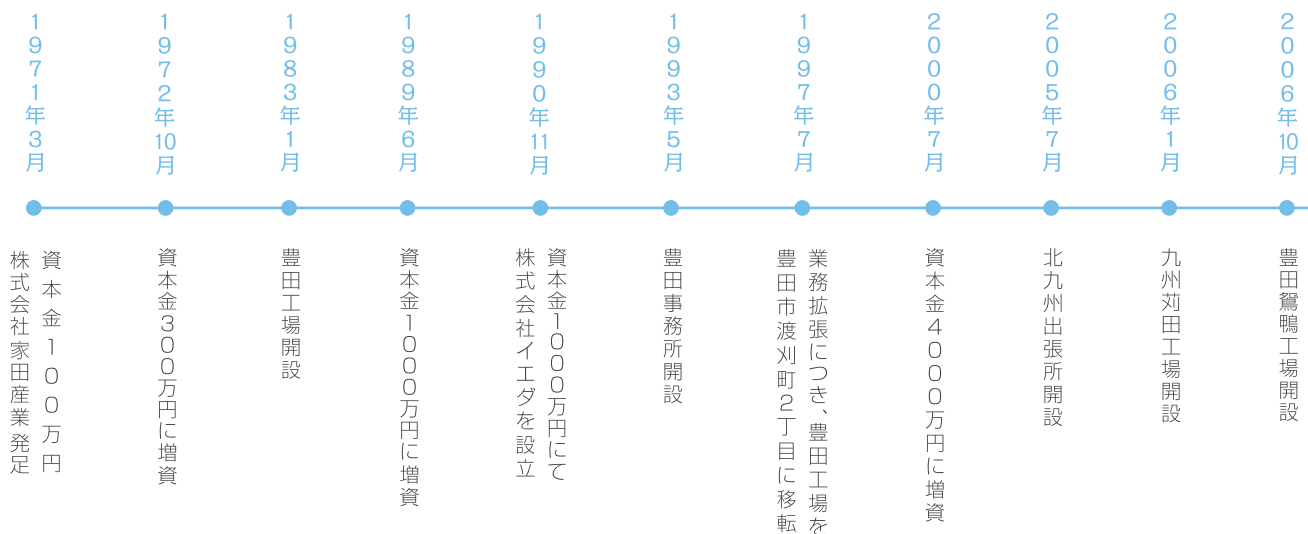 1971年3月
資本金100万円
株式会社家田産業発足
1972年10月
資本金300万円に増資
1983年1月
豊田工場開設
1989年6月
資本金1000万円に増資
1990年11月
資本金1000万円にて
株式会社イエダを設立
1993年5月
豊田事務所開設
1997年7月
業務拡張につき、豊田工場を
豊田市渡刈町2丁目に移転
2000年7月
資本金4000万円に増資
2005年7月
北九州出張所開設
2006年1月
九州苅田工場開設
2006年10月
豊田鴛鴨工場開設